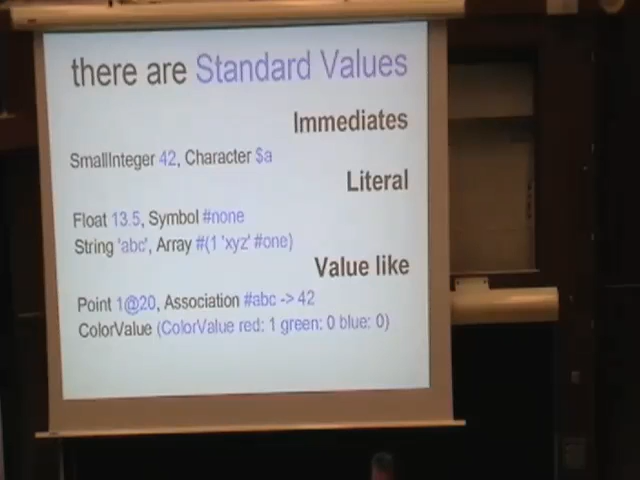 there are Standard Values
Immediates
SmallInteger 42, Character $a
Literal
Float 13.5, Symbol #none
String 'abc', Array #(1 'xyz' #one)
Value like
Point 1@20, Association #abc -> 42
ColorValue (ColorValue red: 1 green: 0 blue: 0)